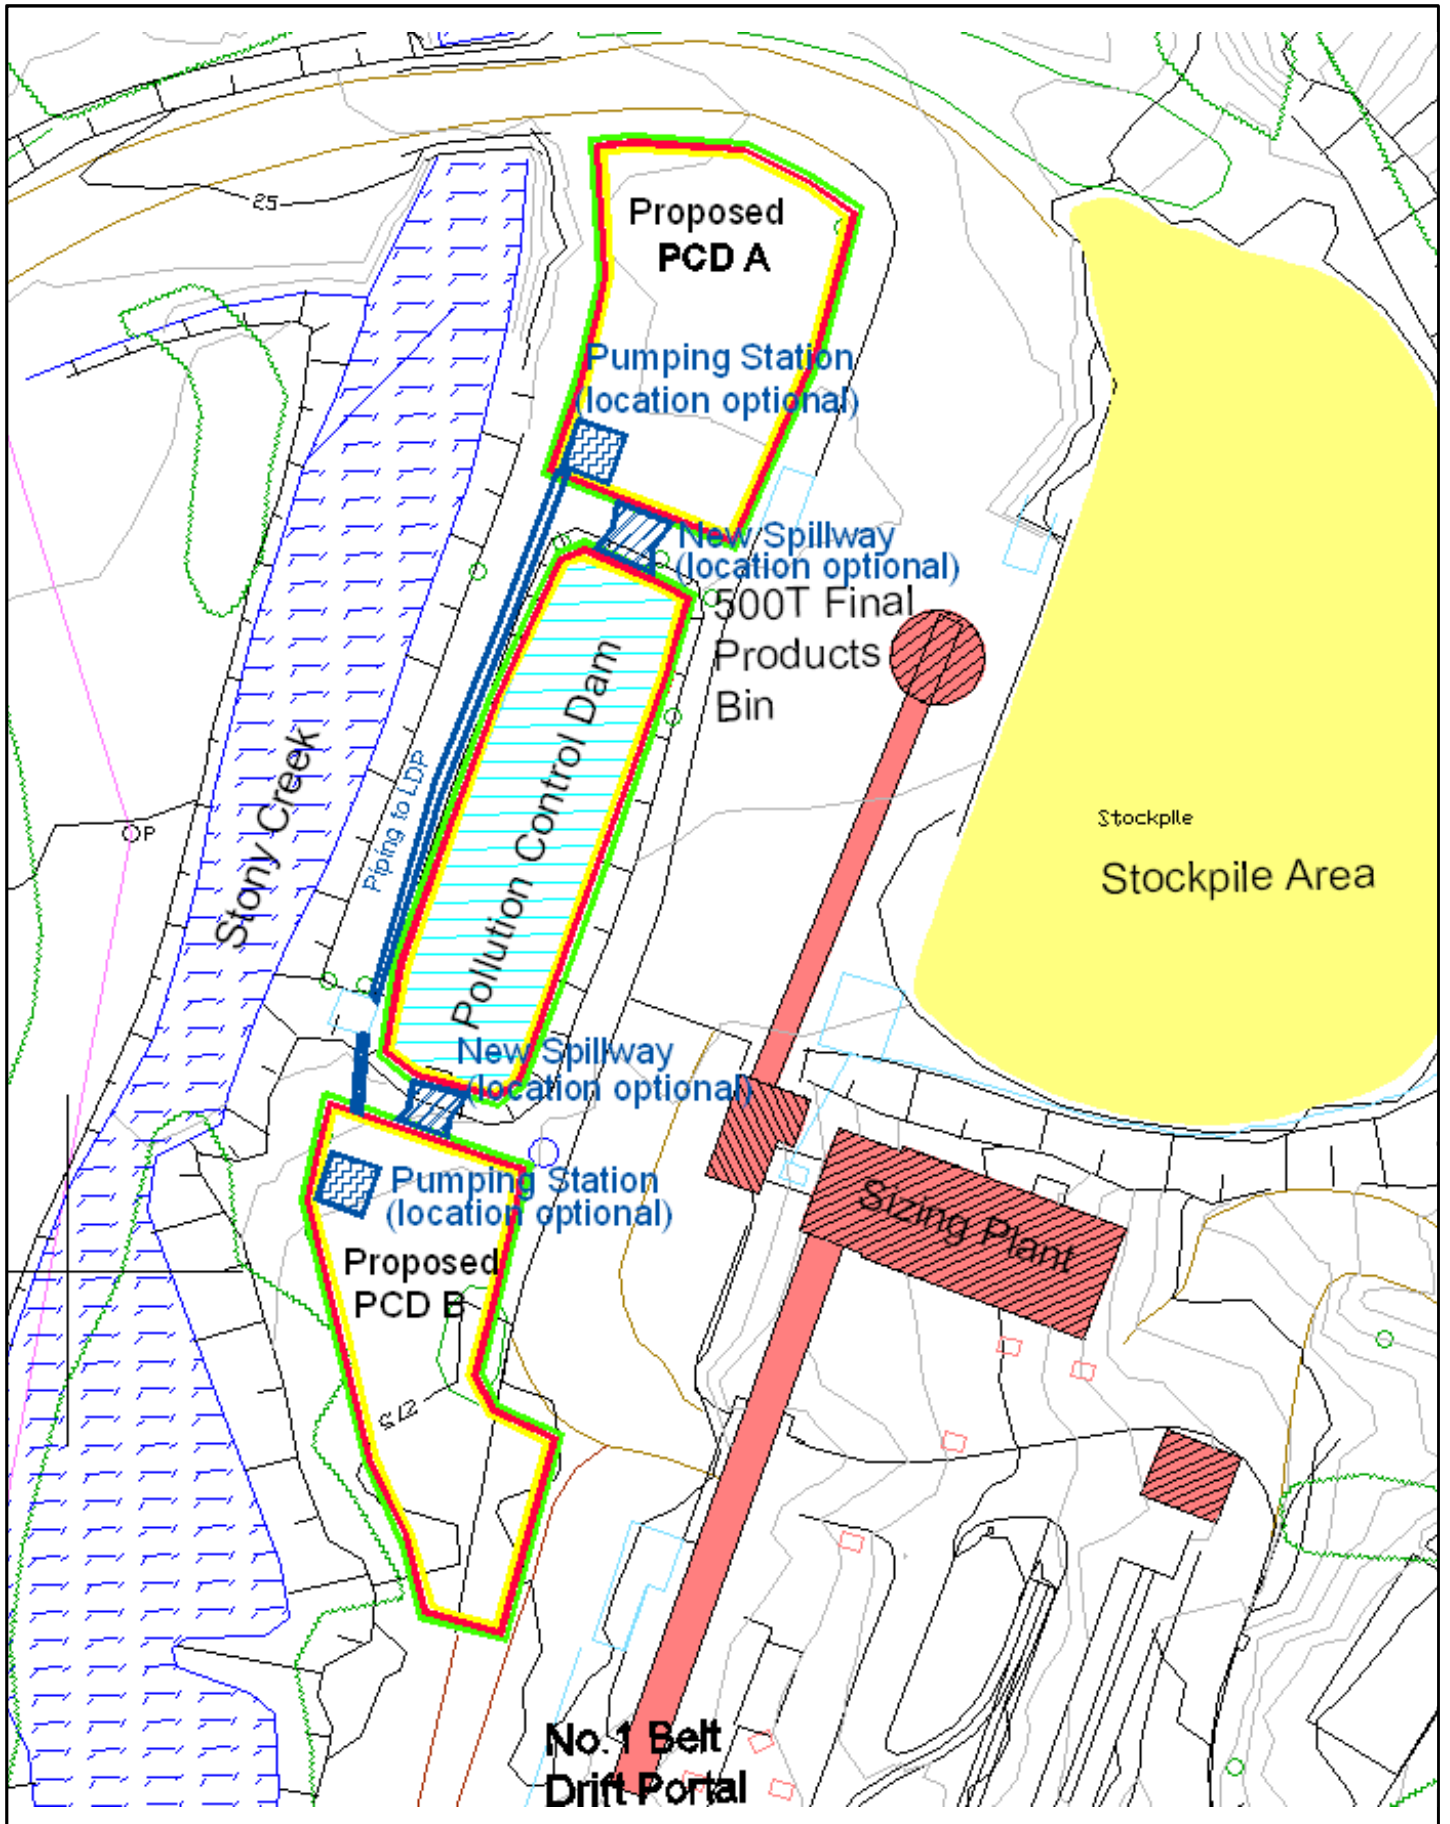 25
Proposed
PCD A
Pumping Station
(location optional)
New Spillway
(location optional)
500T Final
Products
Bin
Pollution Control Dam
Piping to LDP
Stony Creek
P
Stockpile
Stockpile Area
New Spillway
(location optional)
Sizing Plant
Pumping Station
(location optional)
Proposed
PCD B
No.1 Belt
Drift Portal